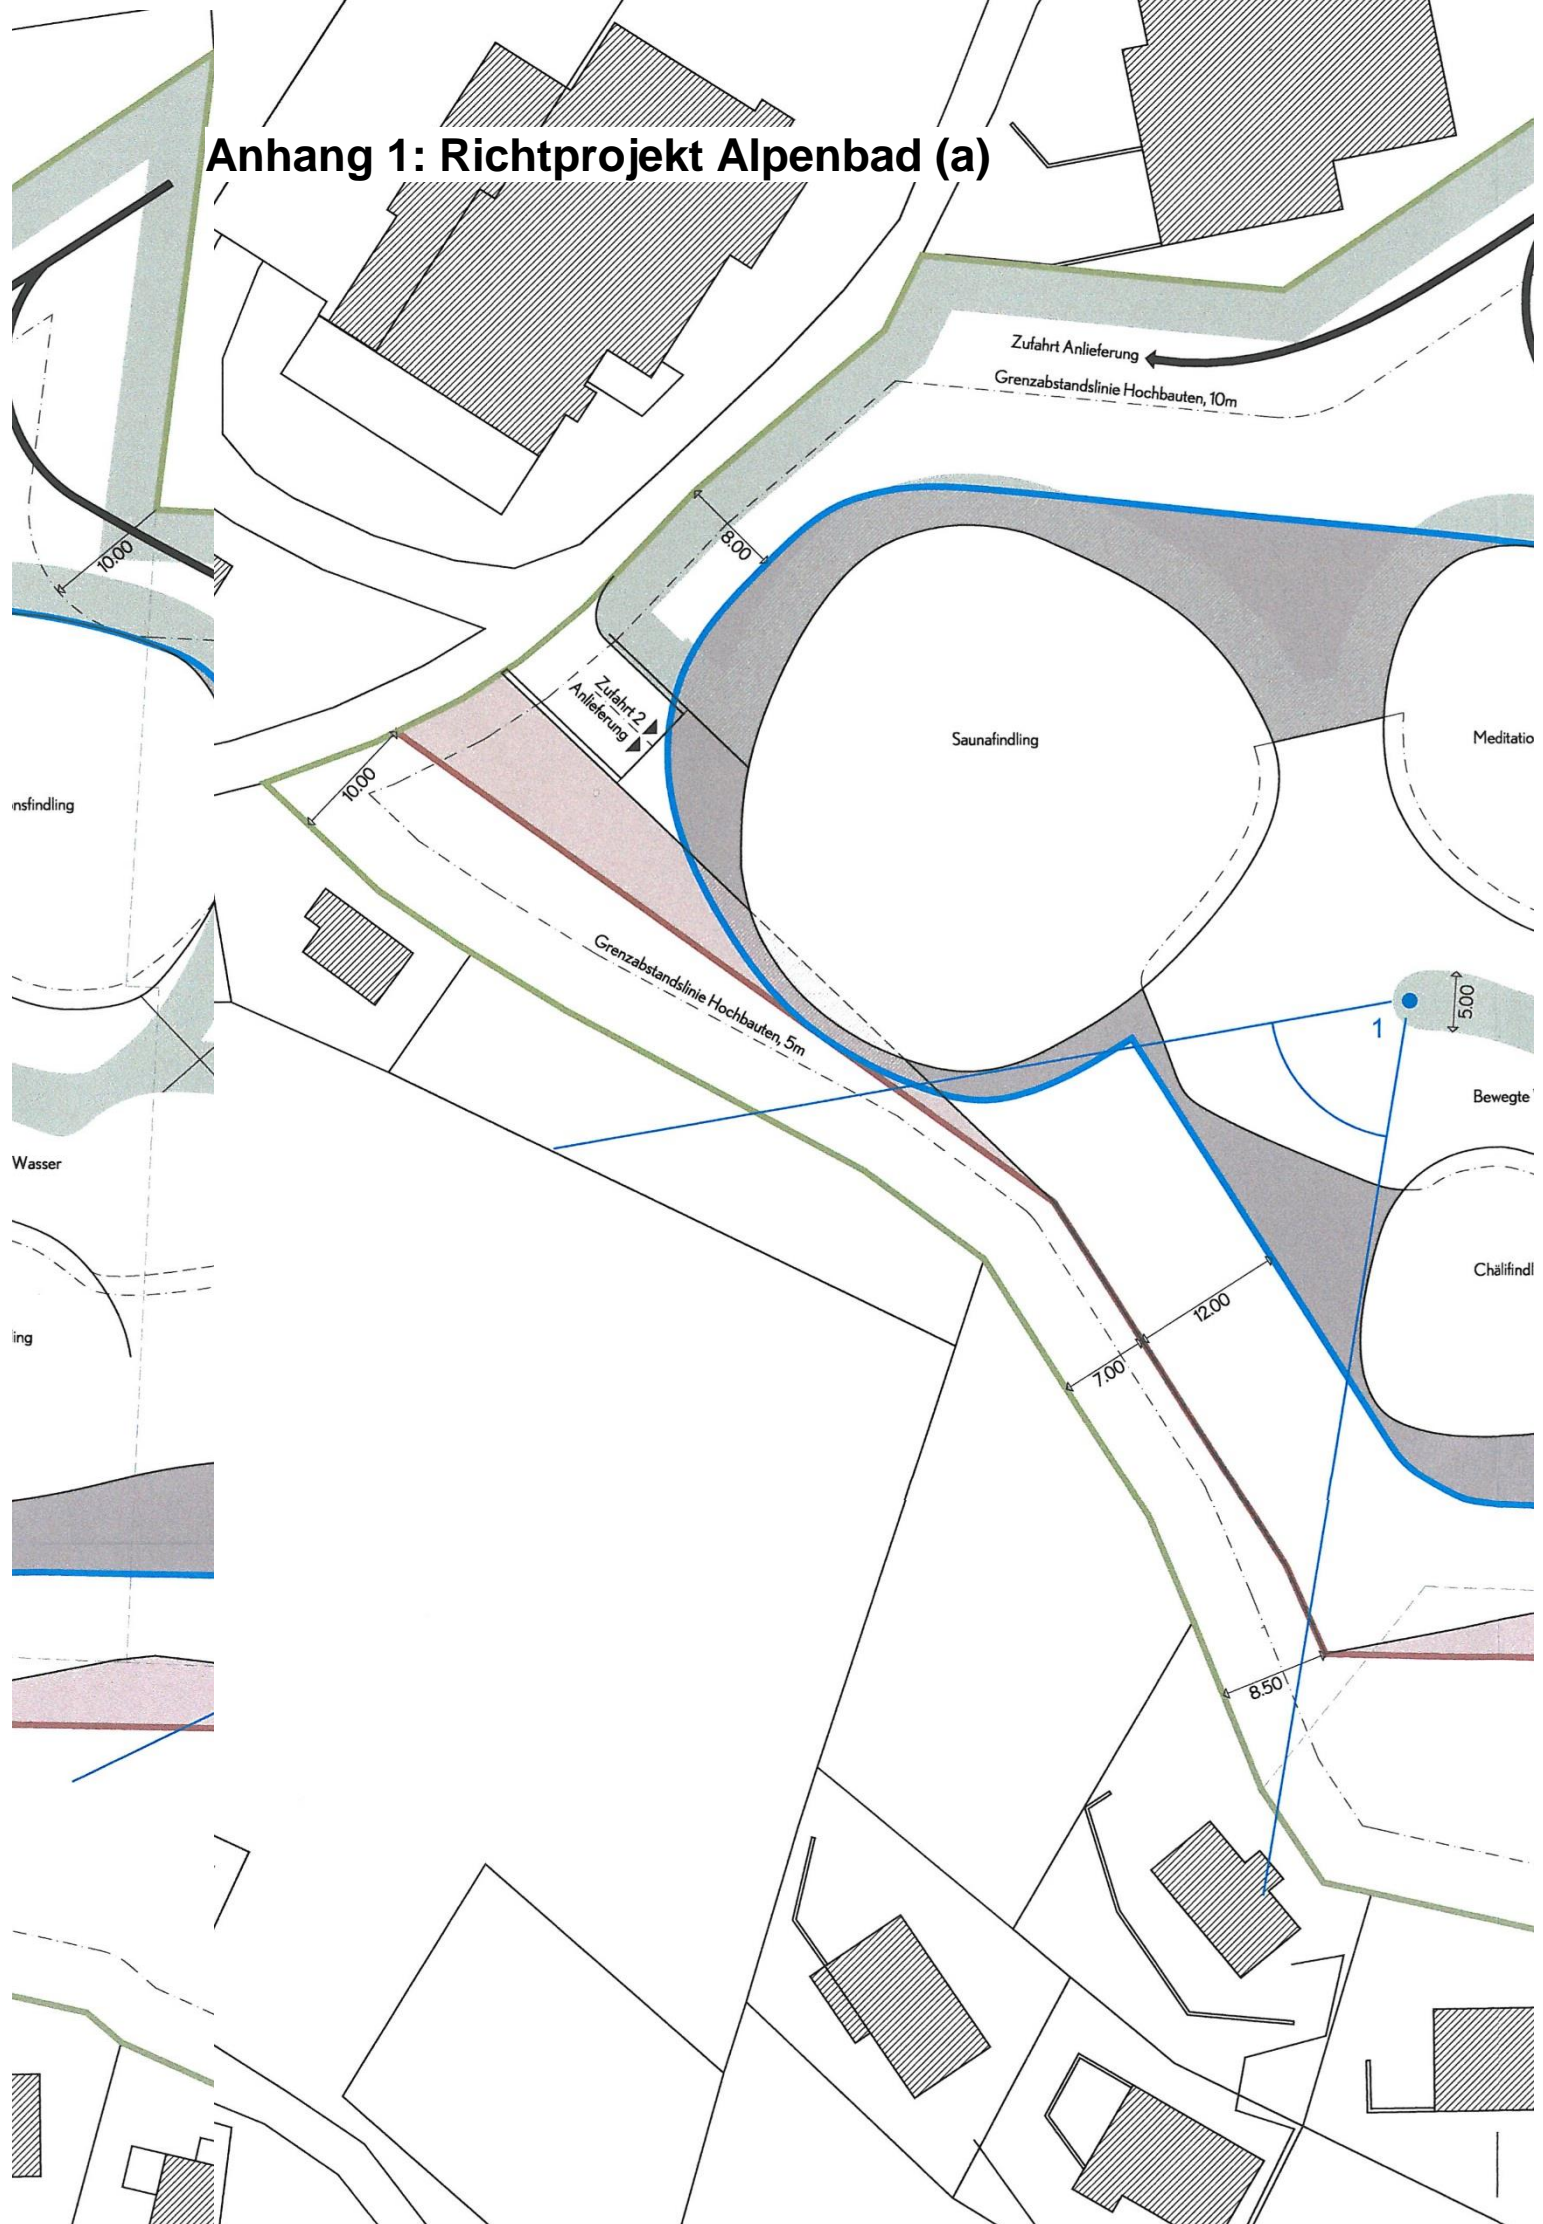 Anhang 1: Richtprojekt Alpenbad (a)
Zufahrt Anlieferung
Grenzabstandslinie Hochbauten, 10m
8.00
10.00
Zufahrt 2
Anlieferung
Saunafindling
Meditatio
10.00
nsfindling
Grenzabstandslinie Hochbauten, 5m
5.00
1
Bewegte
Wasser
Chälifindl
12.00
ing
7.00
8.50